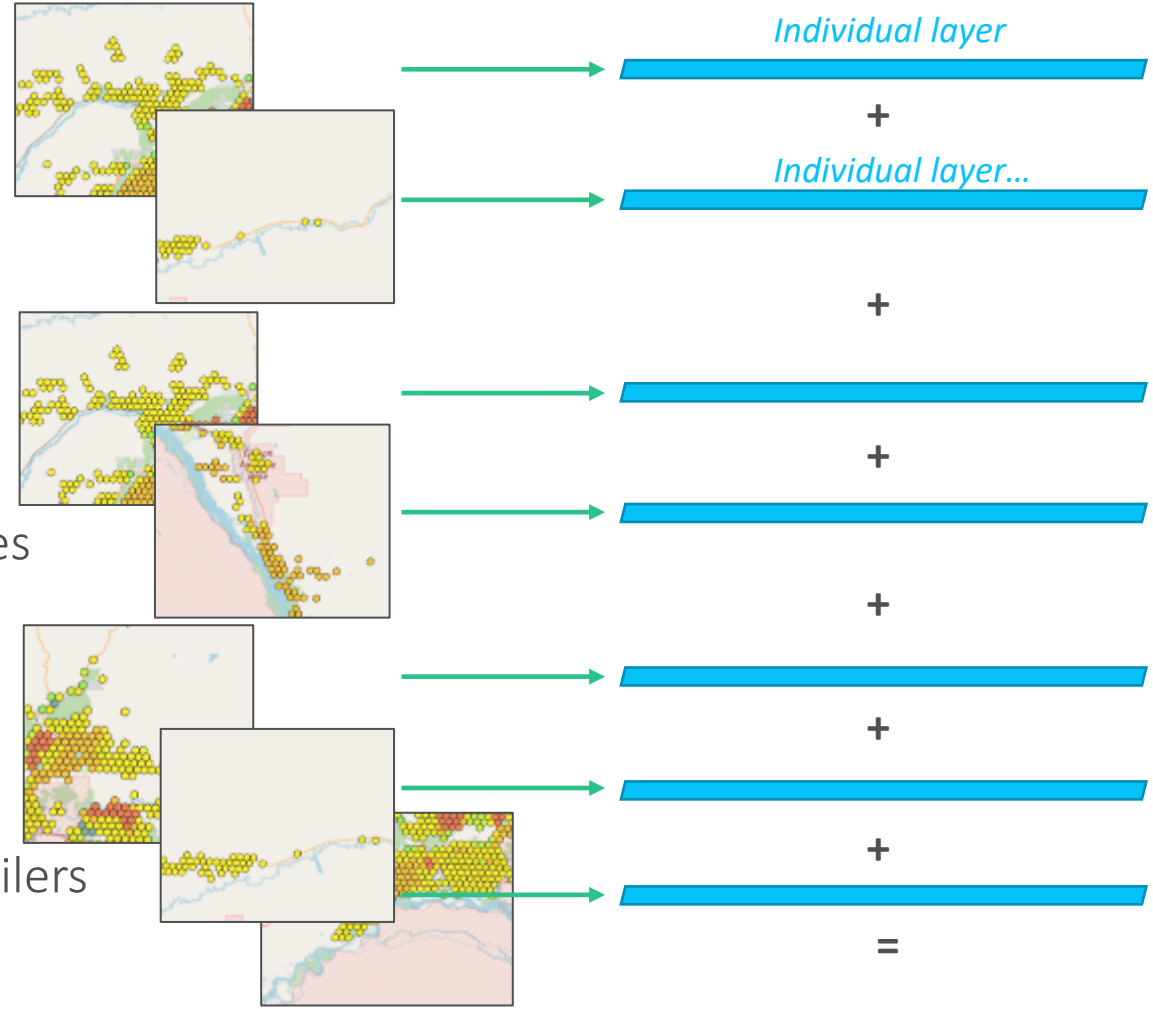 Individual layer
+
Individual layer...
+
+
es
+
+
ilers
+
=